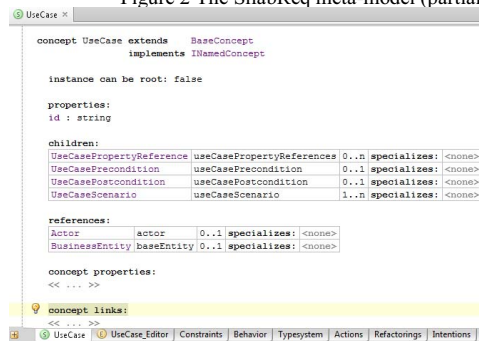 Figure 2 The ShabReq meta-model (partial
UseCase ×
concept UseCase extends BaseConcept
implements INamedConcept
instance can be root: false
properties:
id : string
children:
UseCasePropertyReference useCasePropertyReferences 0..n specializes: <none>
UseCasePrecondition useCasePrecondition 0..1 specializes: <none>
UseCasePostcondition useCasePostcondition 0..1 specializes: <none>
UseCaseScenario useCaseScenario 1..n specializes: <none>
references:
Actor actor 0..1 specializes: <none>
BusinessEntity baseEntity 0..1 specializes: <none>
concept properties:
<< ... >>
concept links:
<< ... >>
UseCase UseCase_Editor Constraints Behavior Typesystem Actions Refactorings Intentions